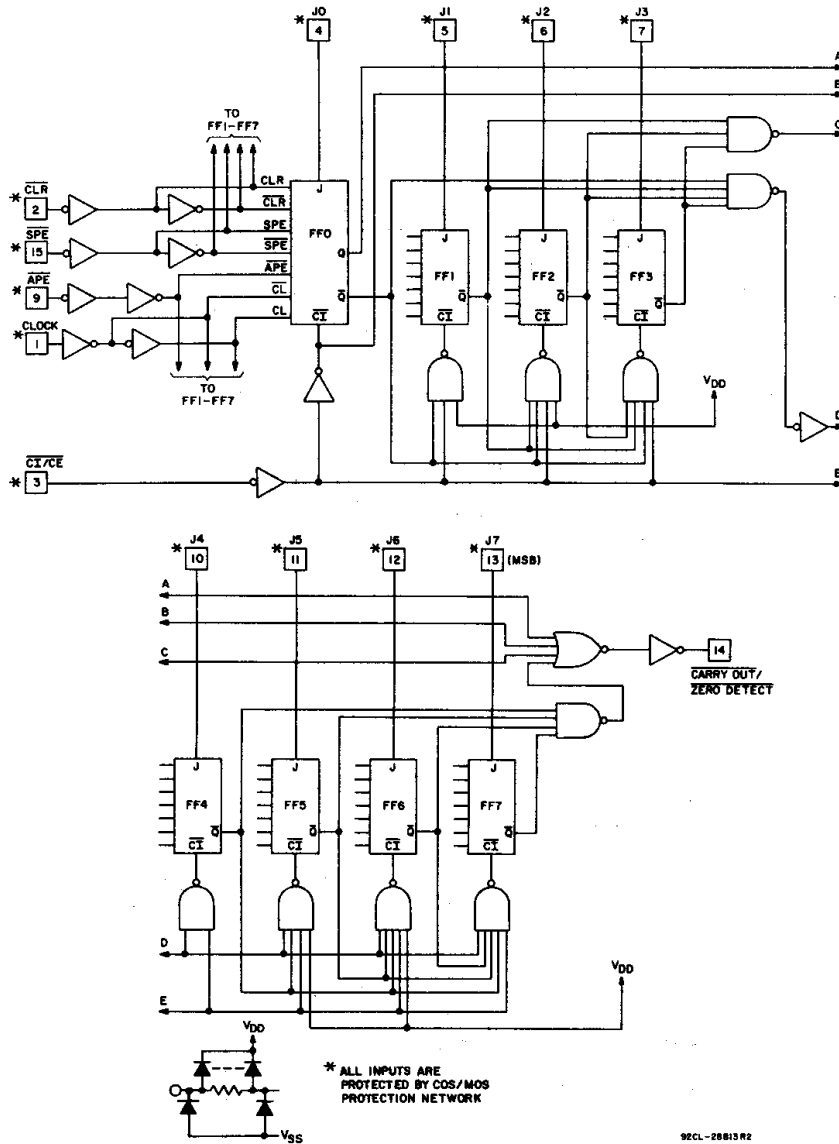 * J0
4
* J1
5
* J2
6
* J3
7
A
B
C
TO
FF1-FF7
* CLR
2
* SPE
15
* APE
9
* CLOCK
1
CLR
CLR
SPE
SPE
APE
CL
CL
J
FF0
Q
Q
CI
J
FF1
Q
CI
J
FF2
Q
CI
J
FF3
Q
CI
TO
FF1-FF7
VDD
D
* CI/CE
3
E
* J4
10
* J5
11
* J6
12
* J7
13 (MSB)
A
B
C
14
CARRY OUT/
ZERO DETECT
J
FF4
Q
CI
J
FF5
Q
CI
J
FF6
Q
CI
J
FF7
Q
CI
D
E
VDD
VDD
VSS
* ALL INPUTS ARE
PROTECTED BY COS/MOS
PROTECTION NETWORK
92CL-28813R2